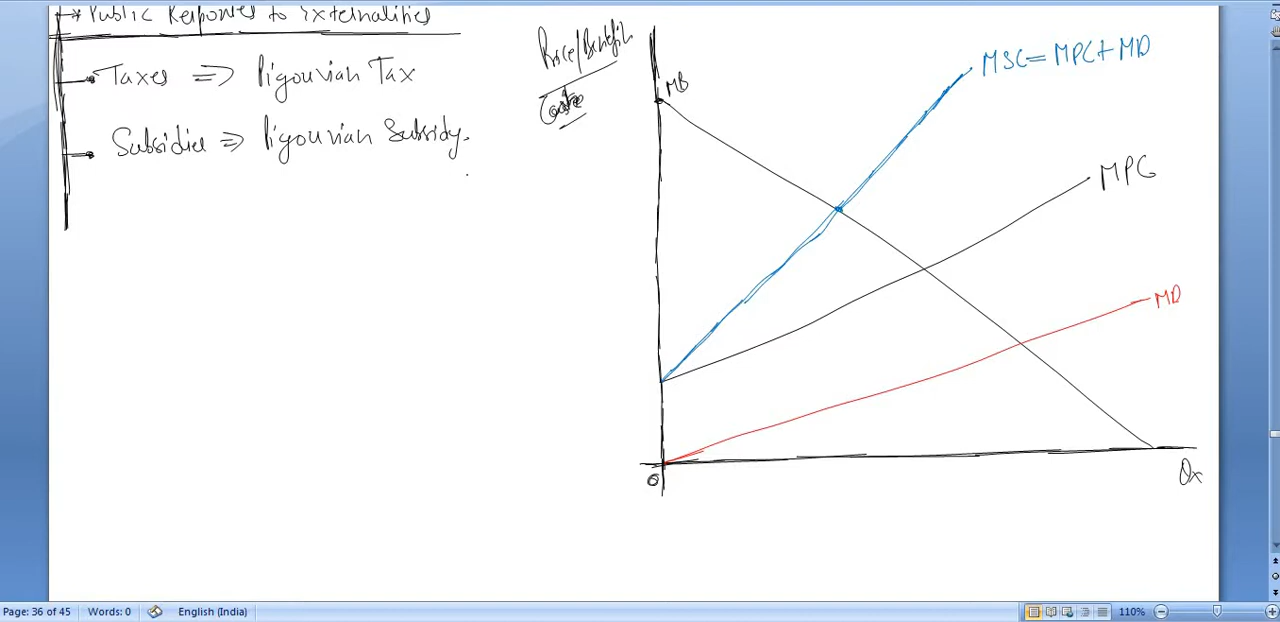 →* Public Responses to Externalities
Taxes => Pigouvian Tax
Subsidies => Pigouvian Subsidy.
Price/Benefits
Costs
MB
MSC = MPC + MD
MPC
MD
0
Qx
Page: 36 of 45
Words: 0
English (India)
110%